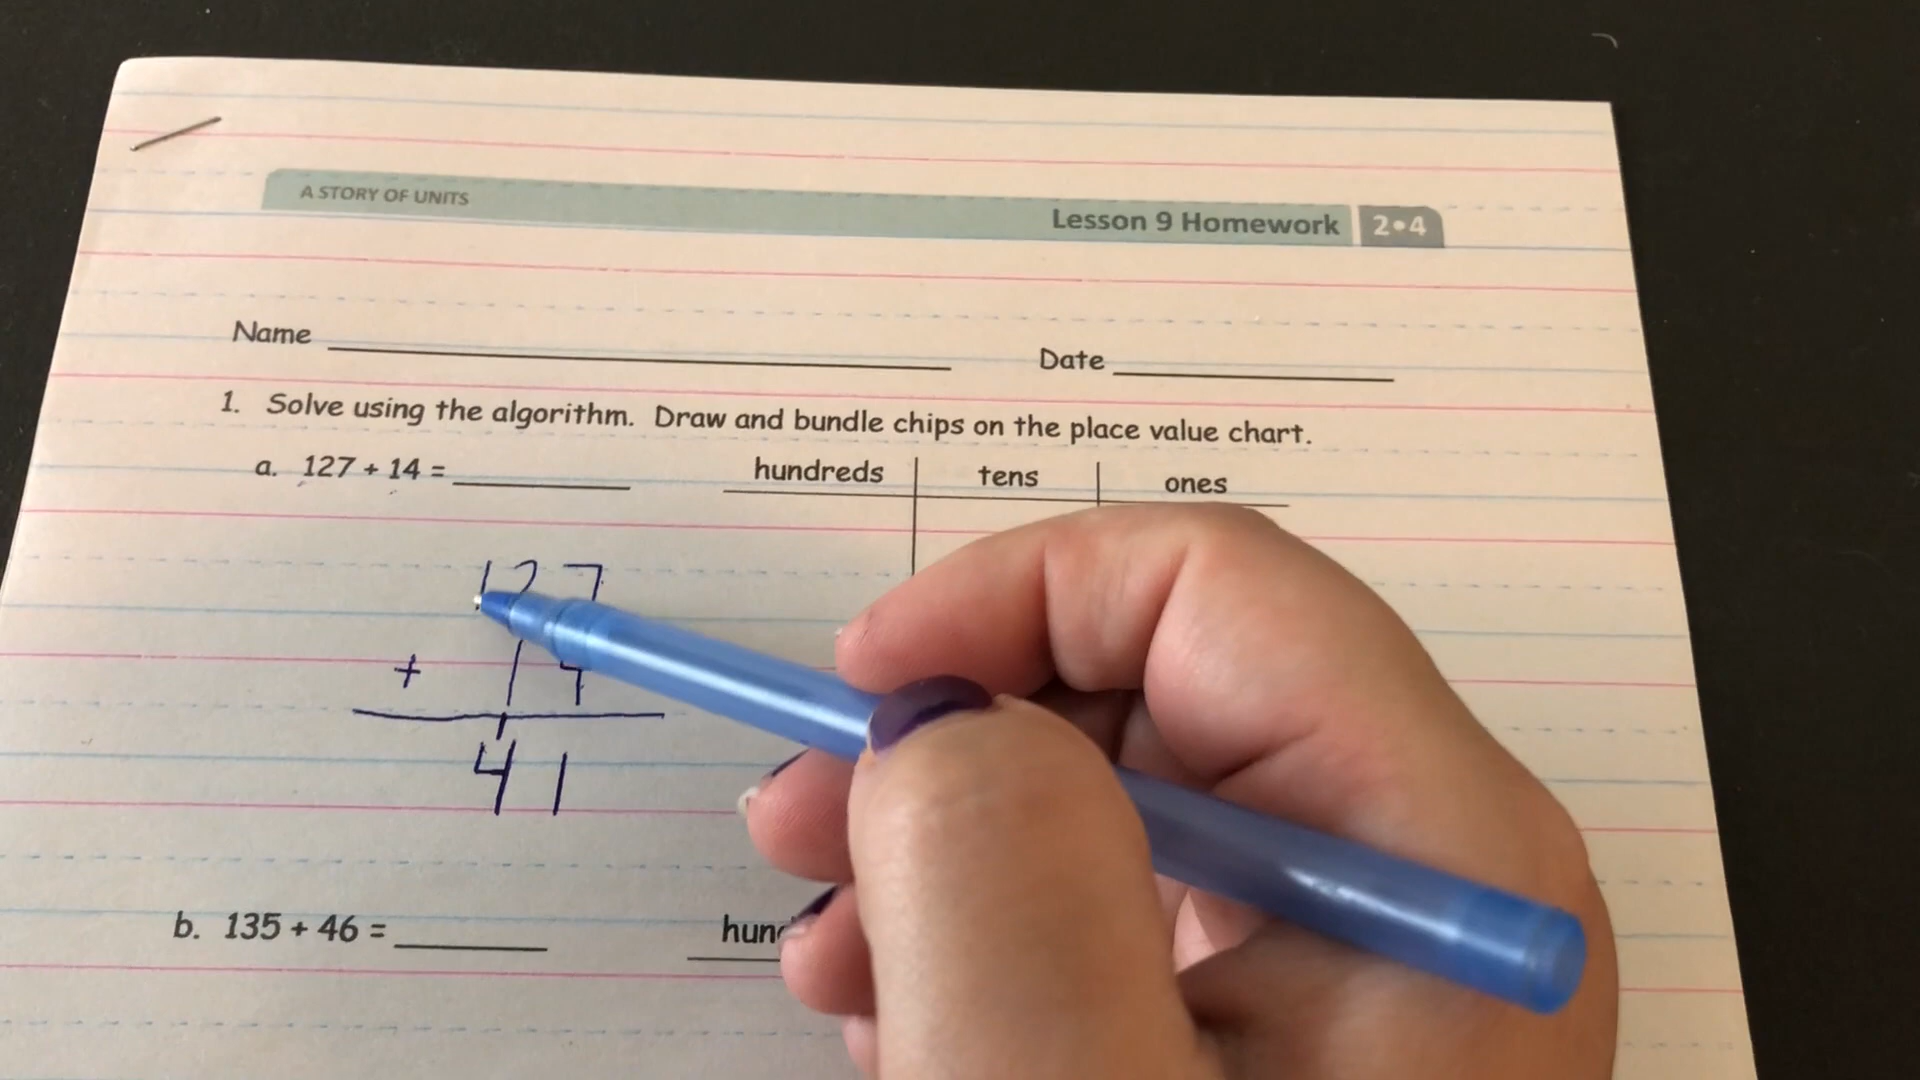 A STORY OF UNITS
Lesson 9 Homework 2•4
Name
Date
1. Solve using the algorithm. Draw and bundle chips on the place value chart.
a. 127 + 14 =
hundreds tens ones
127
+ 14
1
41
b. 135 + 46 =